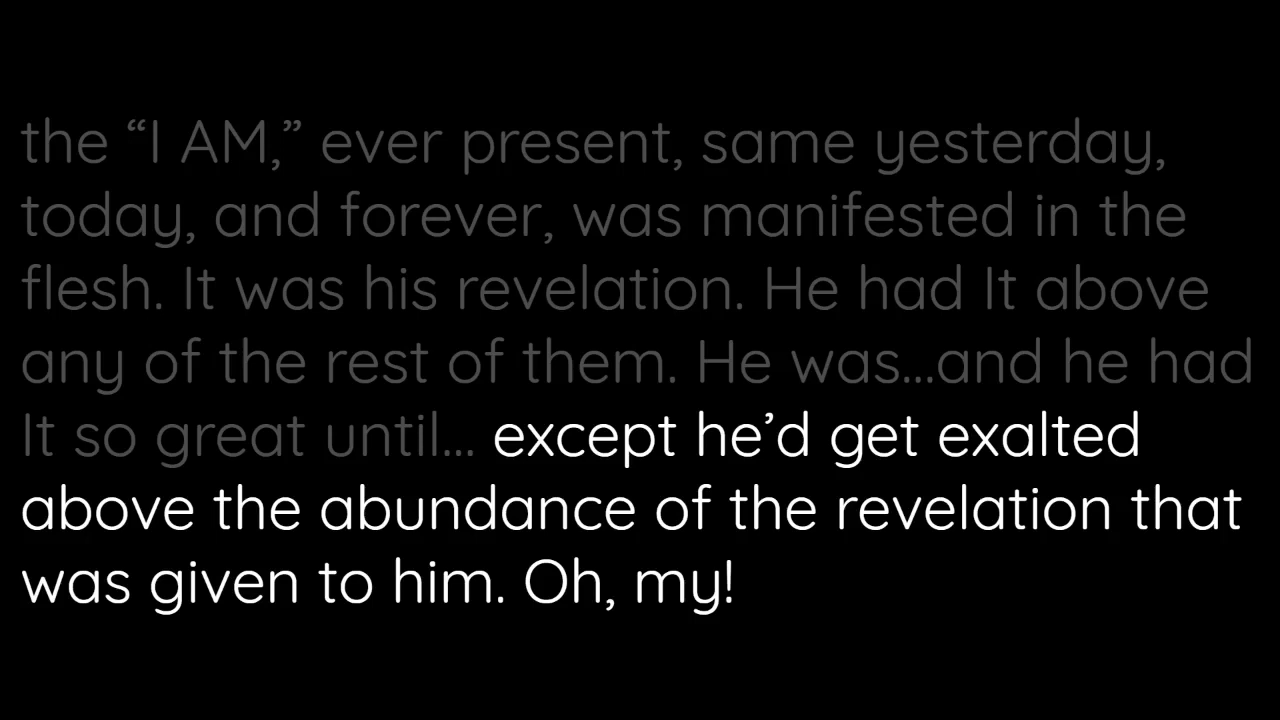 the “I AM,” ever present, same yesterday,
today, and forever, was manifested in the
flesh. It was his revelation. He had It above
any of the rest of them. He was...and he had
It so great until... except he’d get exalted
above the abundance of the revelation that
was given to him. Oh, my!